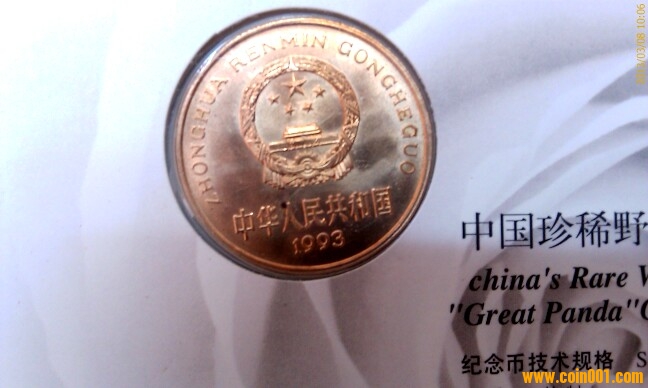 ZHONGHUA RENMIN GONGHEGUO
中华人民共和国
1993
中国珍稀野
china's Rare
"Great Panda"
纪念币技术规格 S
www.coin001.com